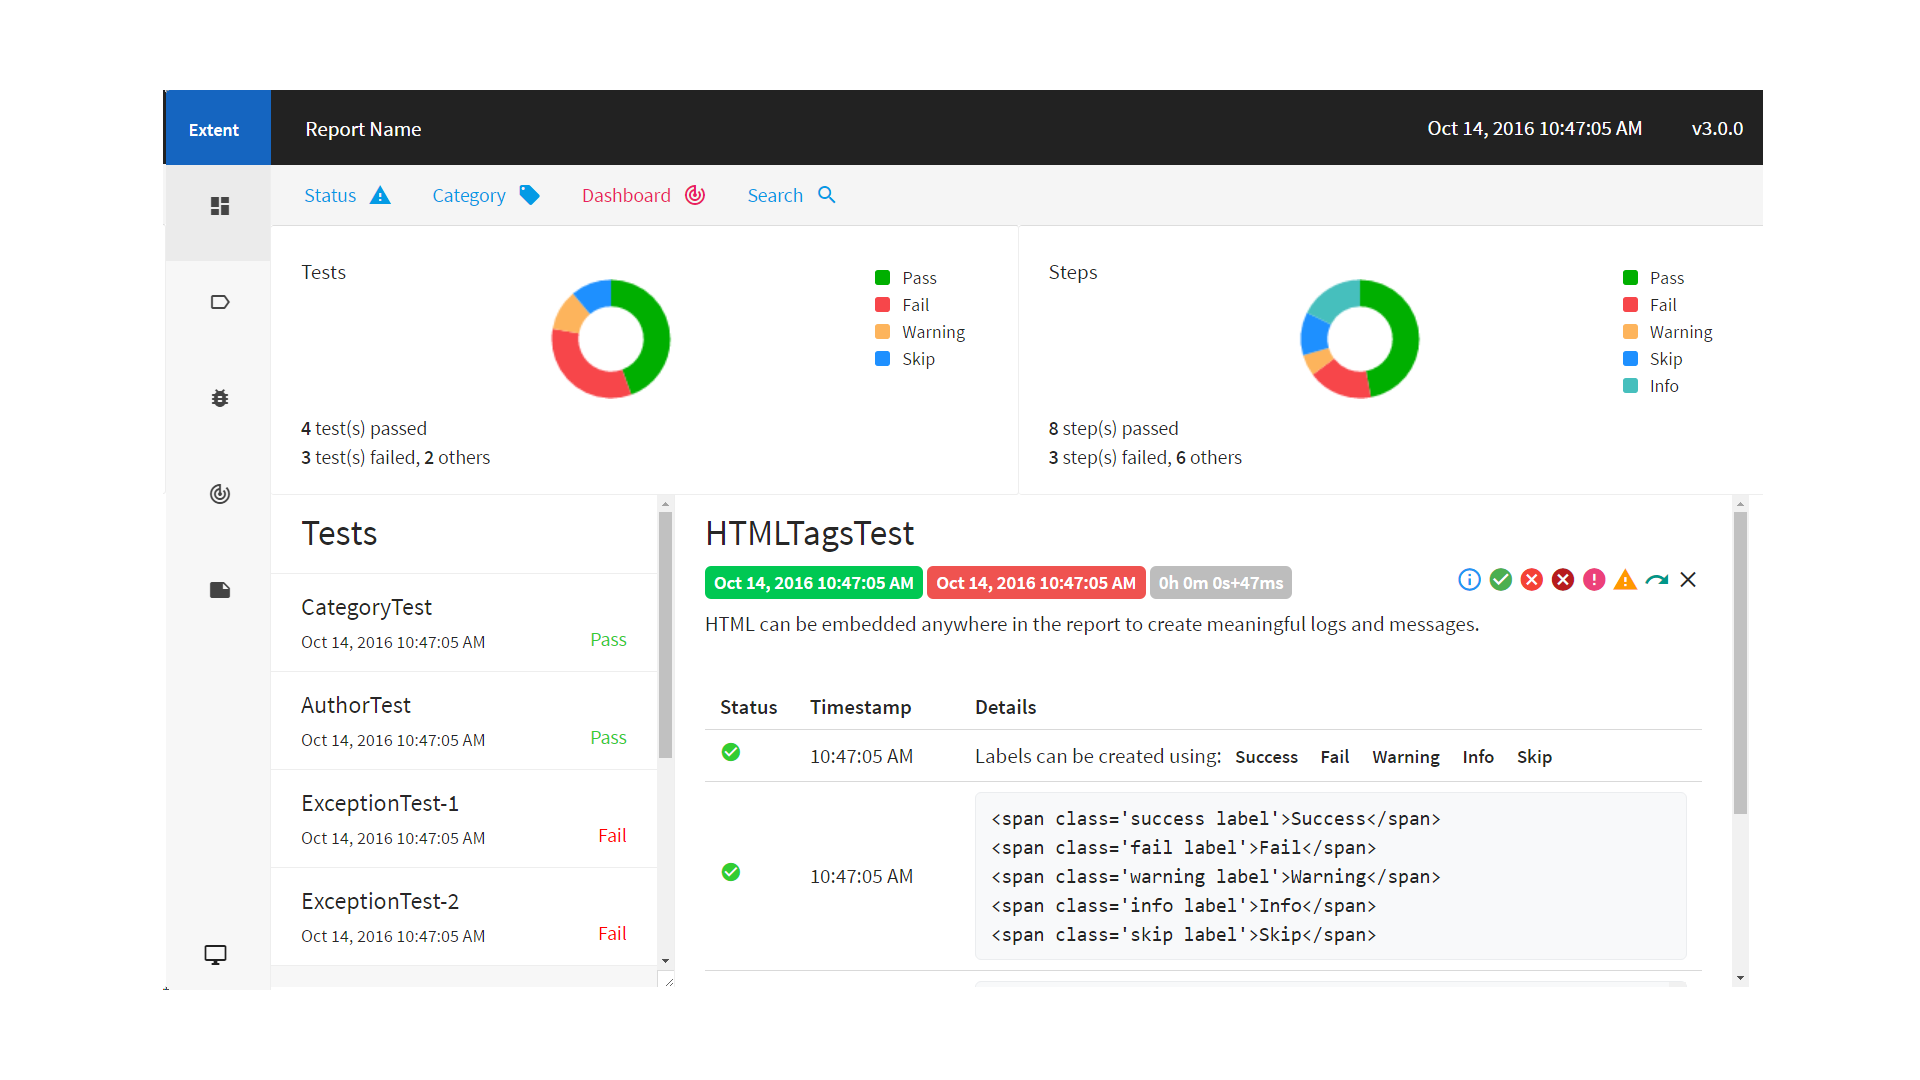 Extent
Report Name
Oct 14, 2016 10:47:05 AM
v3.0.0
Status
Category
Dashboard
Search
Tests
Pass
Fail
Warning
Skip
4 test(s) passed
3 test(s) failed, 2 others
Steps
Pass
Fail
Warning
Skip
Info
8 step(s) passed
3 step(s) failed, 6 others
Tests
CategoryTest
Oct 14, 2016 10:47:05 AM
Pass
AuthorTest
Oct 14, 2016 10:47:05 AM
Pass
ExceptionTest-1
Oct 14, 2016 10:47:05 AM
Fail
ExceptionTest-2
Oct 14, 2016 10:47:05 AM
Fail
HTMLTagsTest
Oct 14, 2016 10:47:05 AM Oct 14, 2016 10:47:05 AM 0h 0m 0s+47ms
HTML can be embedded anywhere in the report to create meaningful logs and messages.
Status Timestamp Details
10:47:05 AM Labels can be created using: Success Fail Warning Info Skip
10:47:05 AM
<span class='success label'>Success</span>
<span class='fail label'>Fail</span>
<span class='warning label'>Warning</span>
<span class='info label'>Info</span>
<span class='skip label'>Skip</span>